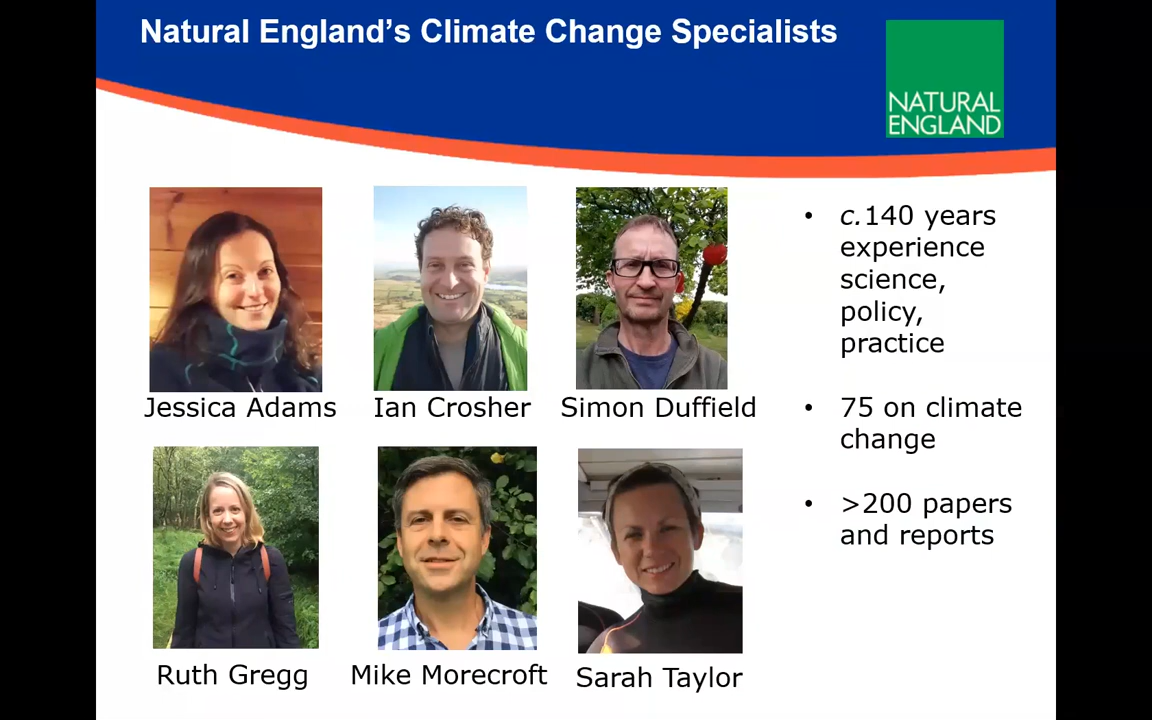 Natural England’s Climate Change Specialists
NATURAL
ENGLAND
• c.140 years
experience
science,
policy,
practice
• 75 on climate
change
• >200 papers
and reports
Jessica Adams
Ian Crosher
Simon Duffield
Ruth Gregg
Mike Morecroft
Sarah Taylor